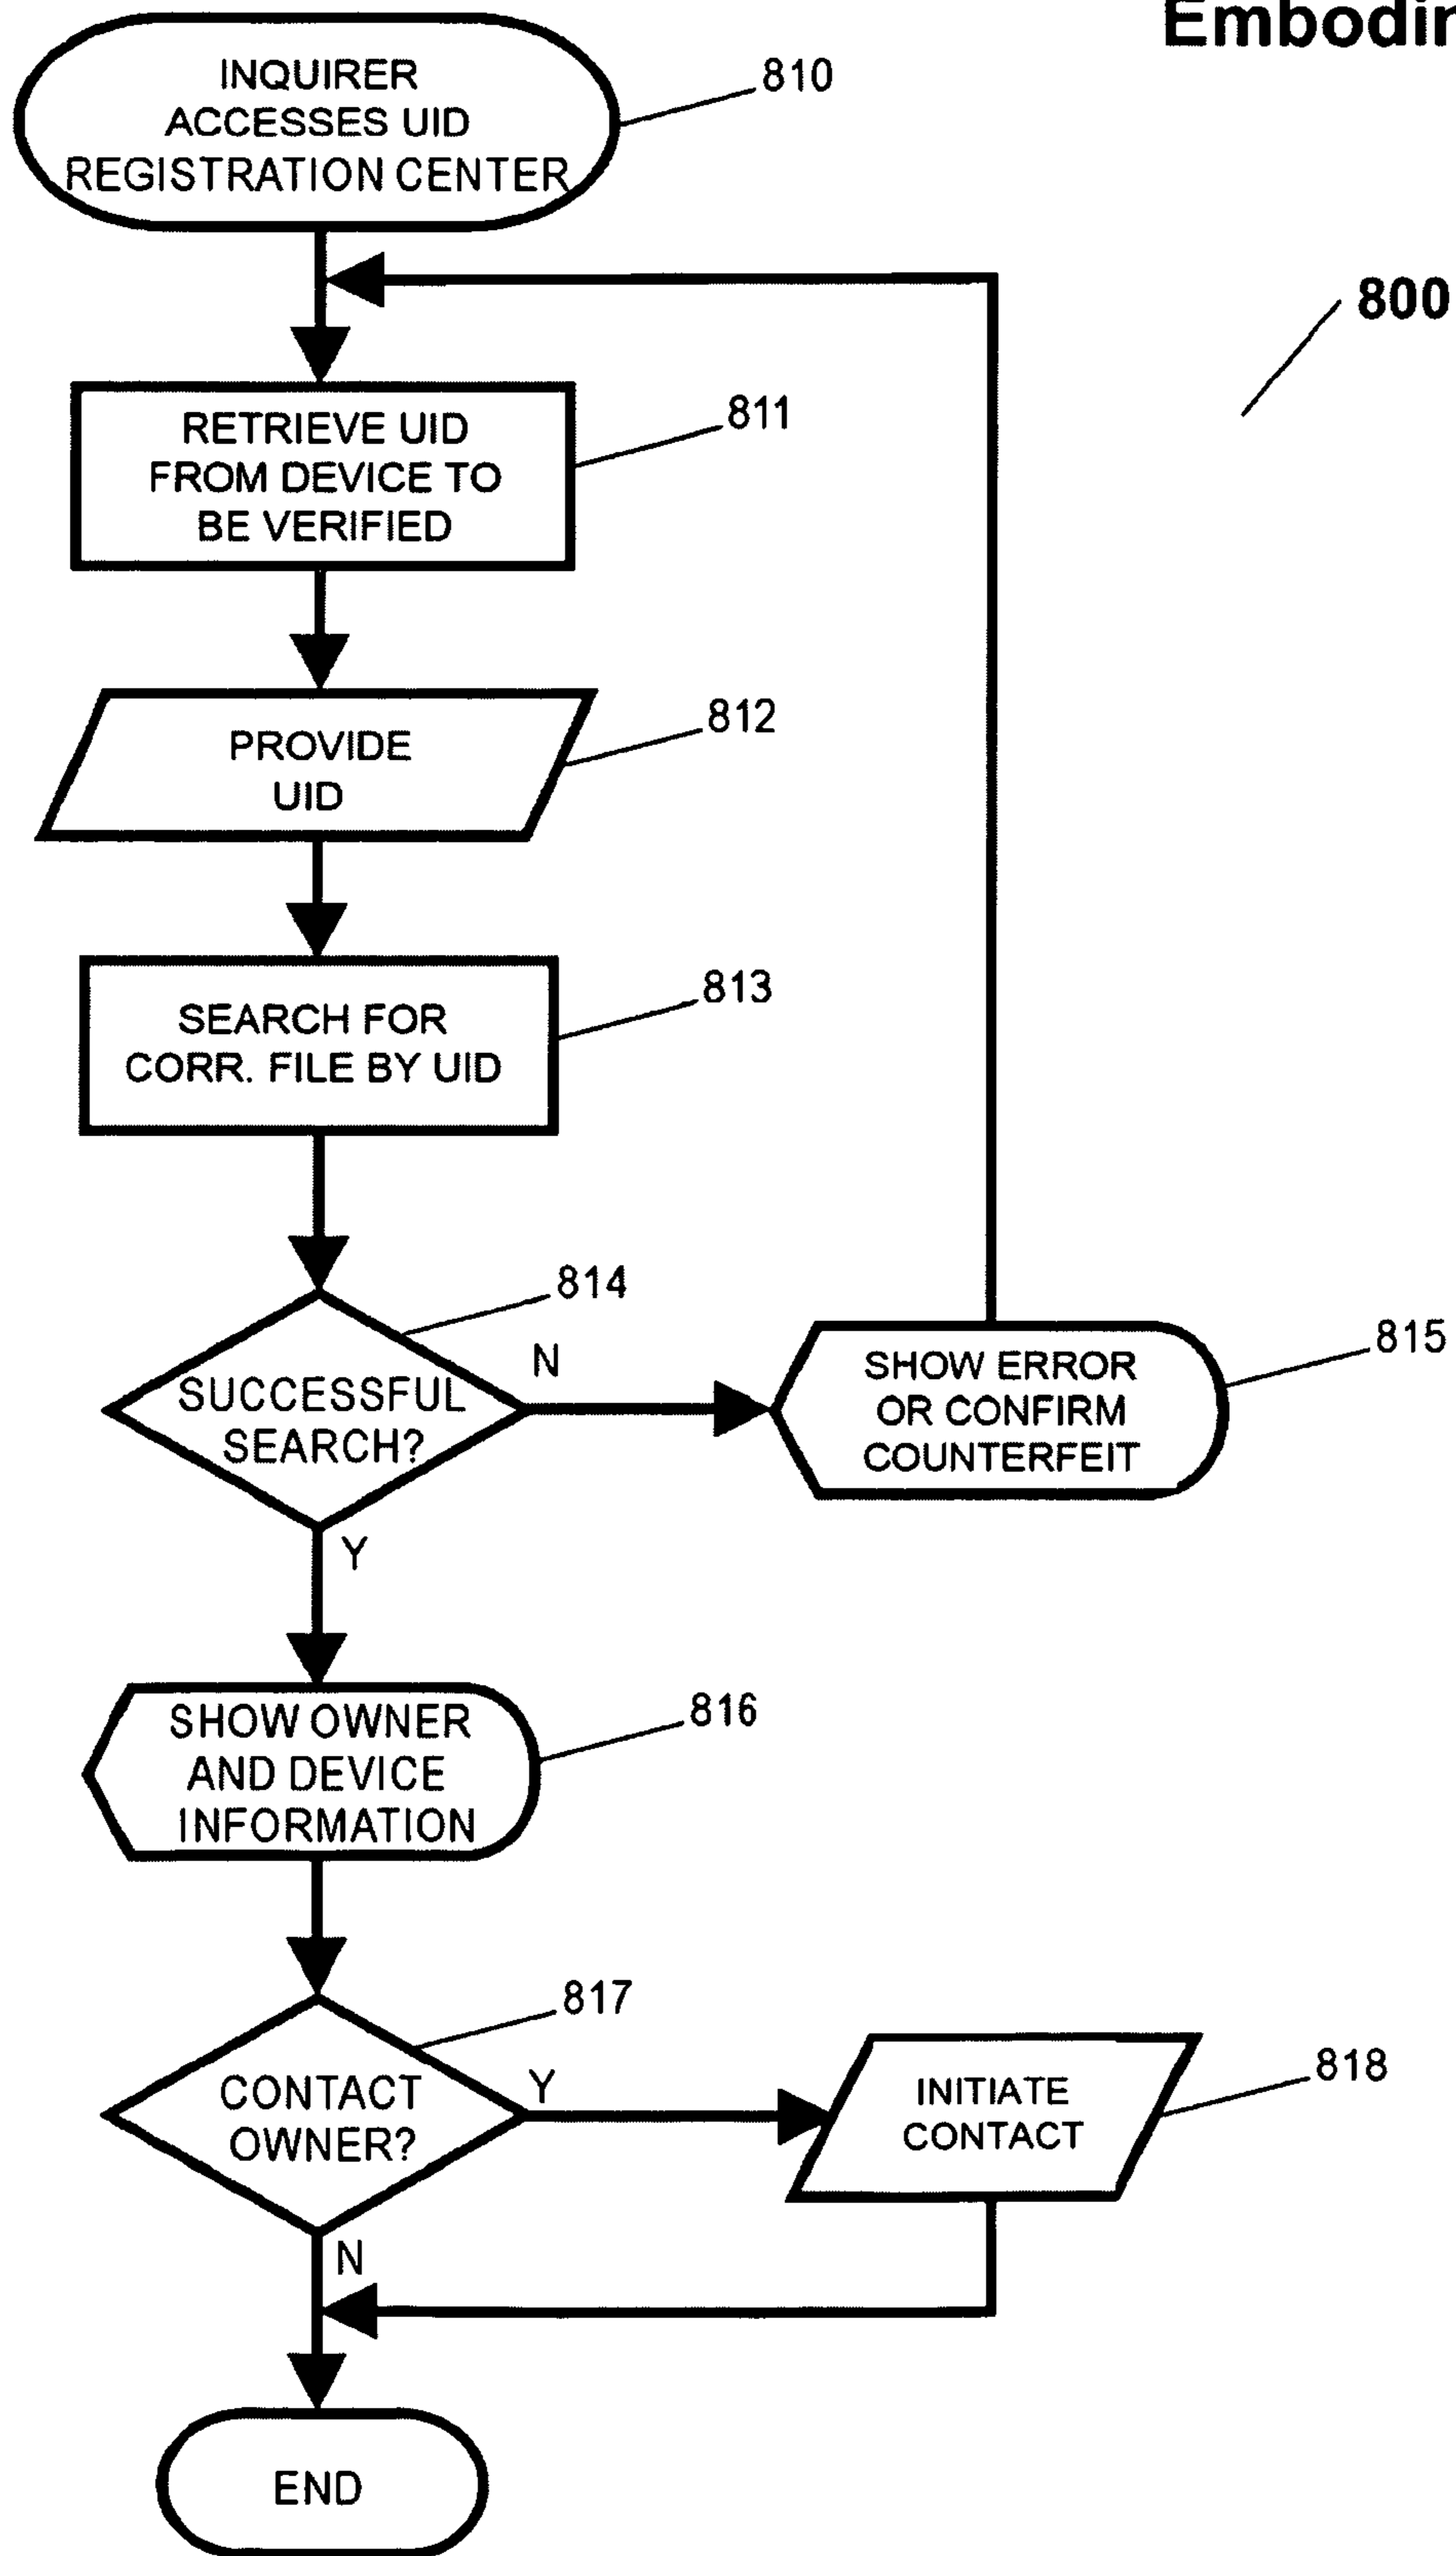 Embodin
INQUIRER
ACCESSES UID
REGISTRATION CENTER
810
800
RETRIEVE UID
FROM DEVICE TO
BE VERIFIED
811
PROVIDE
UID
812
SEARCH FOR
CORR. FILE BY UID
813
814
SUCCESSFUL
SEARCH?
N
Y
SHOW ERROR
OR CONFIRM
COUNTERFEIT
815
SHOW OWNER
AND DEVICE
INFORMATION
816
817
CONTACT
OWNER?
Y
N
INITIATE
CONTACT
818
END